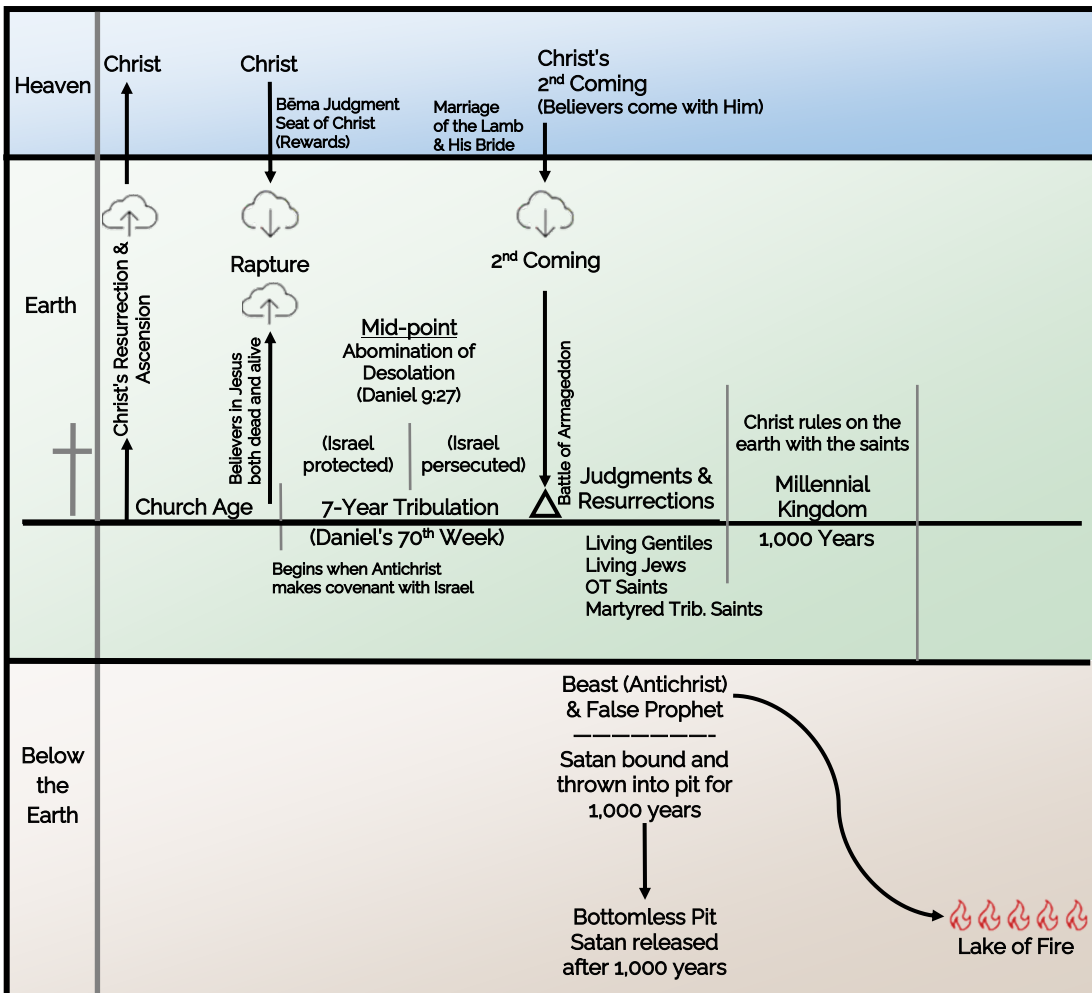 Heaven
Christ
Christ
Bēma Judgment
Seat of Christ
(Rewards)
Marriage
of the Lamb
& His Bride
Christ's
2nd Coming
(Believers come with Him)
Earth
Christ's Resurrection &
Ascension
Rapture
Believers in Jesus
both dead and alive
Mid-point
Abomination of
Desolation
(Daniel 9:27)
(Israel
protected)
(Israel
persecuted)
2nd Coming
Battle of Armageddon
Church Age
7-Year Tribulation
(Daniel's 70th Week)
Begins when Antichrist
makes covenant with Israel
Judgments &
Resurrections
Living Gentiles
Living Jews
OT Saints
Martyred Trib. Saints
Christ rules on the
earth with the saints
Millennial
Kingdom
1,000 Years
Below
the
Earth
Beast (Antichrist)
& False Prophet
Satan bound and
thrown into pit for
1,000 years
Bottomless Pit
Satan released
after 1,000 years
Lake of Fire